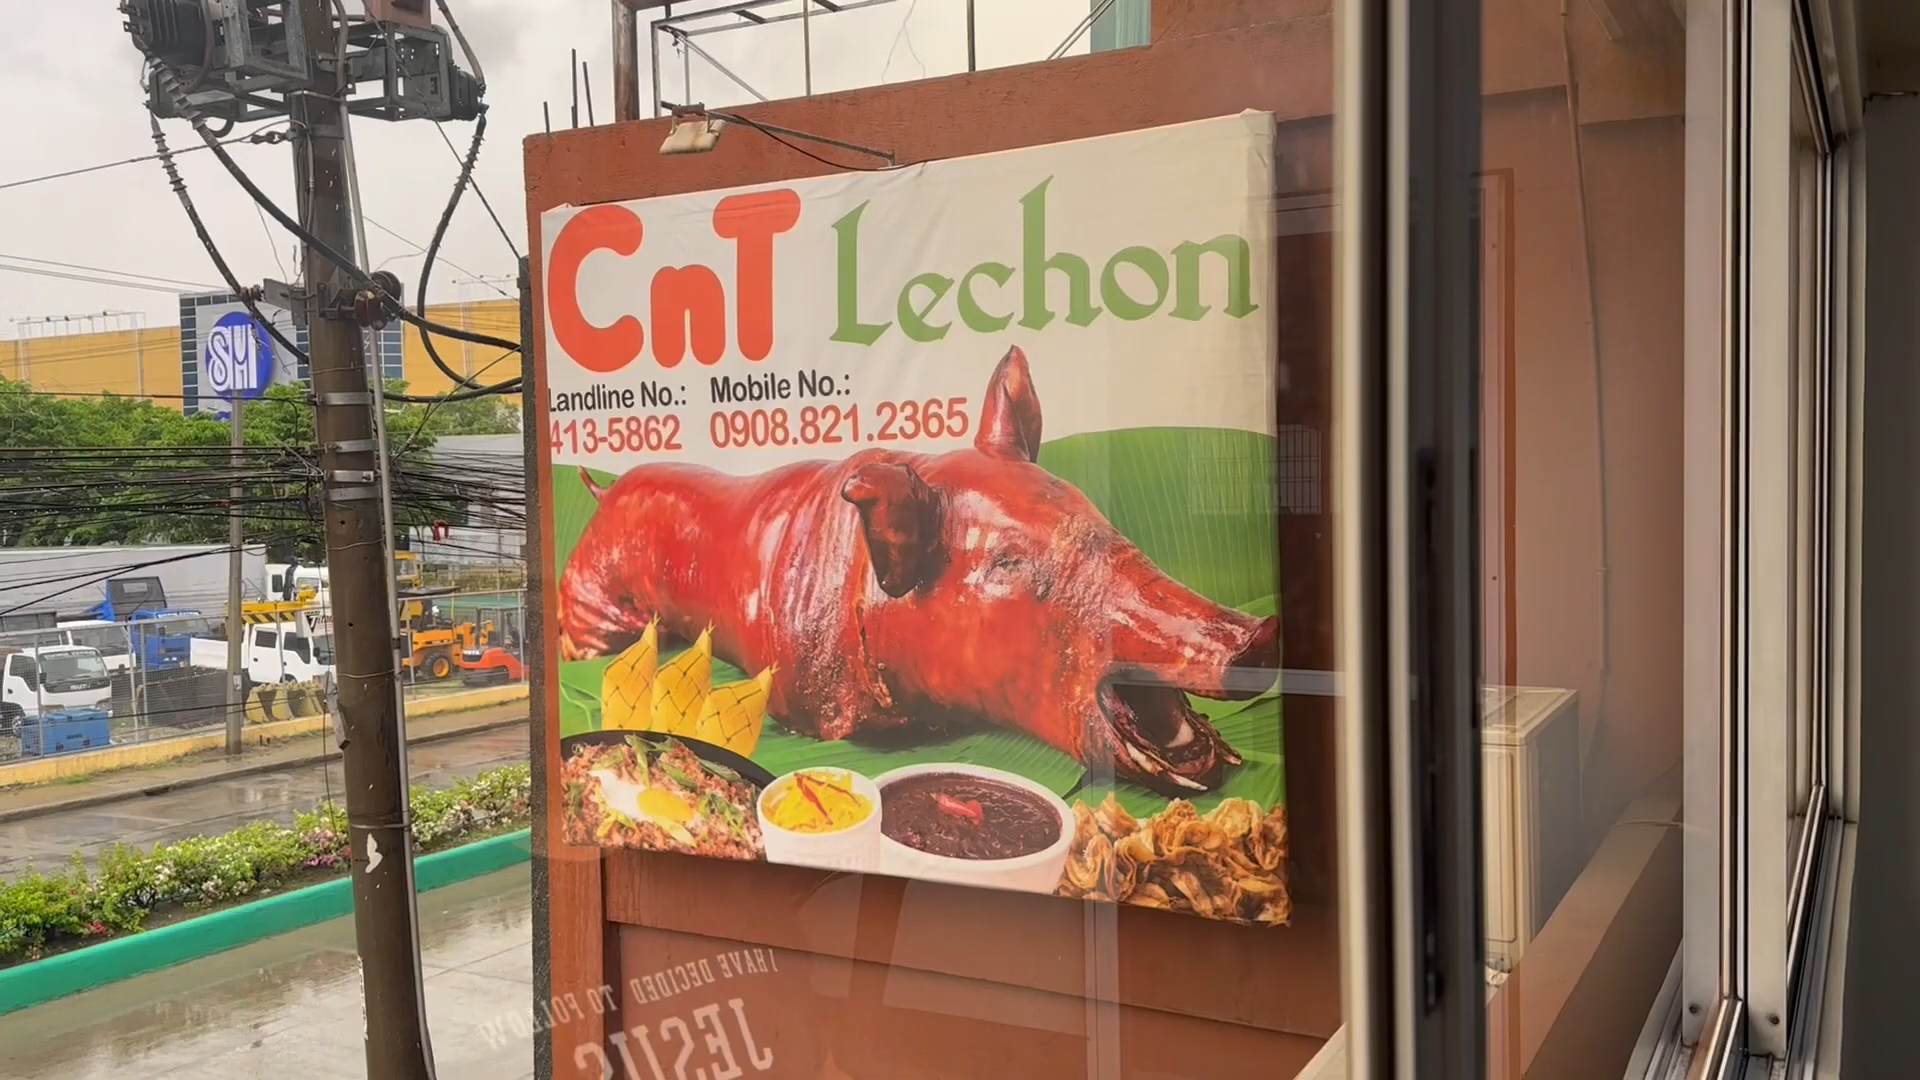 CnT Lechon
Landline No.: Mobile No.:
413-5862 0908.821.2365
SM
I HAVE DECIDED
TO FOLLOW
JESUS